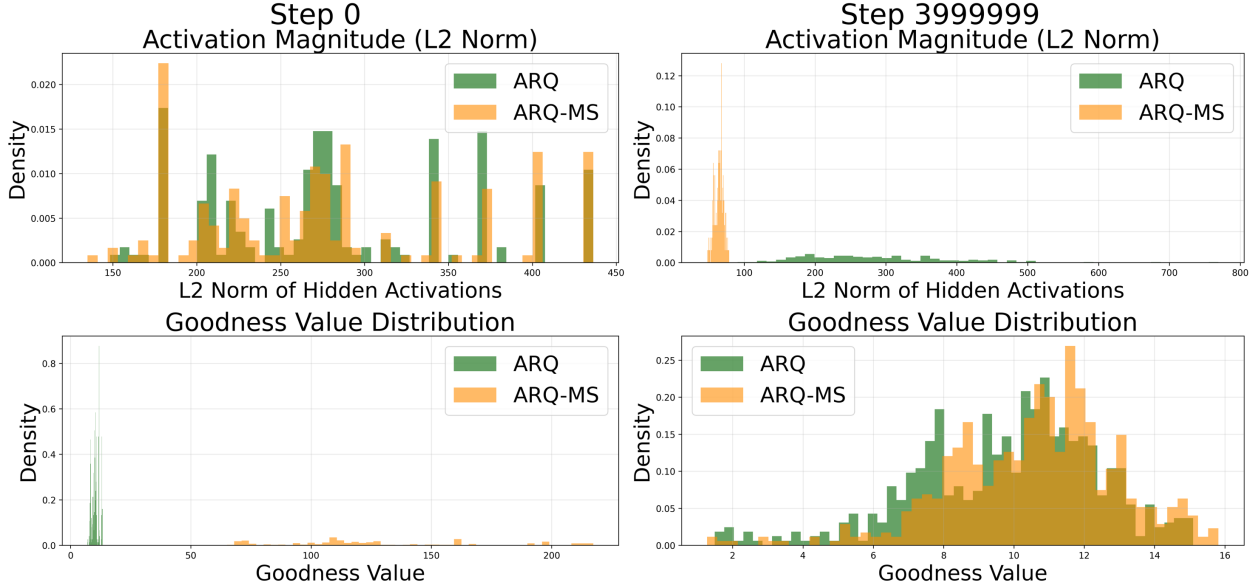 Step 0
Activation Magnitude (L2 Norm)
Density
0.020
0.015
0.010
0.005
0.000
ARQ
ARQ-MS
150
200
250
300
350
400
450
L2 Norm of Hidden Activations
Step 3999999
Activation Magnitude (L2 Norm)
Density
0.12
0.10
0.08
0.06
0.04
0.02
0.00
ARQ
ARQ-MS
100
200
300
400
500
600
700
800
L2 Norm of Hidden Activations
Goodness Value Distribution
Density
0.8
0.6
0.4
0.2
0.0
ARQ
ARQ-MS
0
50
100
150
200
Goodness Value
Goodness Value Distribution
Density
0.25
0.20
0.15
0.10
0.05
0.00
ARQ
ARQ-MS
2
4
6
8
10
12
14
16
Goodness Value